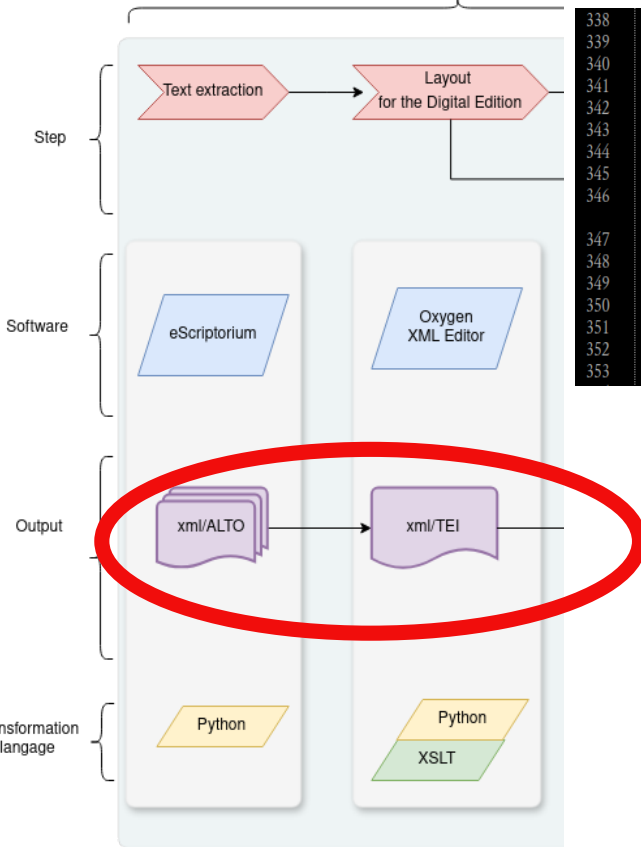 Step
Text extraction
Layout
for the Digital Edition
Software
eScriptorium
Oxygen
XML Editor
Output
xml/ALTO
xml/TEI
nsformation
langage
Python
Python
XSLT
338
339
340
341
342
343
344
345
346
347
348
349
350
351
352
353